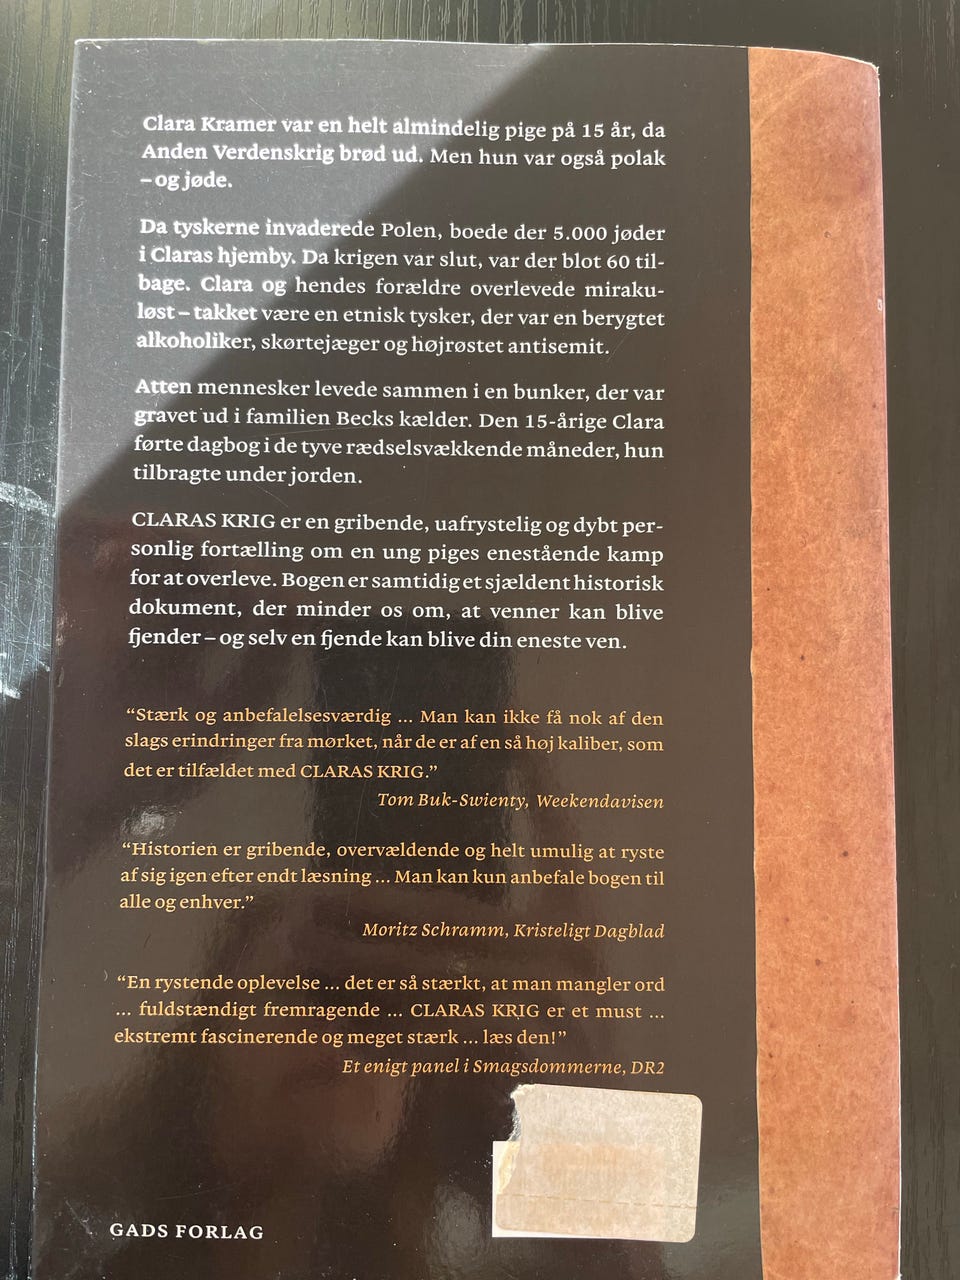 Clara Kramer var en helt almindelig pige på 15 år, da
Anden Verdenskrig brød ud. Men hun var også polak
– og jøde.
Da tyskerne invaderede Polen, boede der 5.000 jøder
i Claras hjemby. Da krigen var slut, var der blot 60 til-
bage. Clara og hendes forældre overlevede miraku-
løst – takket være en etnisk tysker, der var en berygtet
alkoholiker, skørtejæger og højrøstet antisemit.
Atten mennesker levede sammen i en bunker, der var
gravet ud i familien Becks kælder. Den 15-årige Clara
førte dagbog i de tyve rædselsvækkende måneder, hun
tilbragte under jorden.
CLARAS KRIG er en gribende, uafrystelig og dybt per-
sonlig fortælling om en ung piges enestående kamp
for at overleve. Bogen er samtidig et sjældent historisk
dokument, der minder os om, at venner kan blive
fjender – og selv en fjende kan blive din eneste ven.
“Stærk og anbefalelsesværdig ... Man kan ikke få nok af den
slags erindringer fra mørket, når de er af en så høj kaliber, som
det er tilfældet med CLARAS KRIG.”
Tom Buk-Swienty, Weekendavisen
“Historien er gribende, overvældende og helt umulig at ryste
af sig igen efter endt læsning ... Man kan kun anbefale bogen til
alle og enhver.”
Moritz Schramm, Kristeligt Dagblad
“En rystende oplevelse ... det er så stærkt, at man mangler ord
... fuldstændigt fremragende ... CLARAS KRIG er et must ...
ekstremt fascinerende og meget stærk ... læs den!”
Et enigt panel i Smagsdommerne, DR2
GADS FORLAG